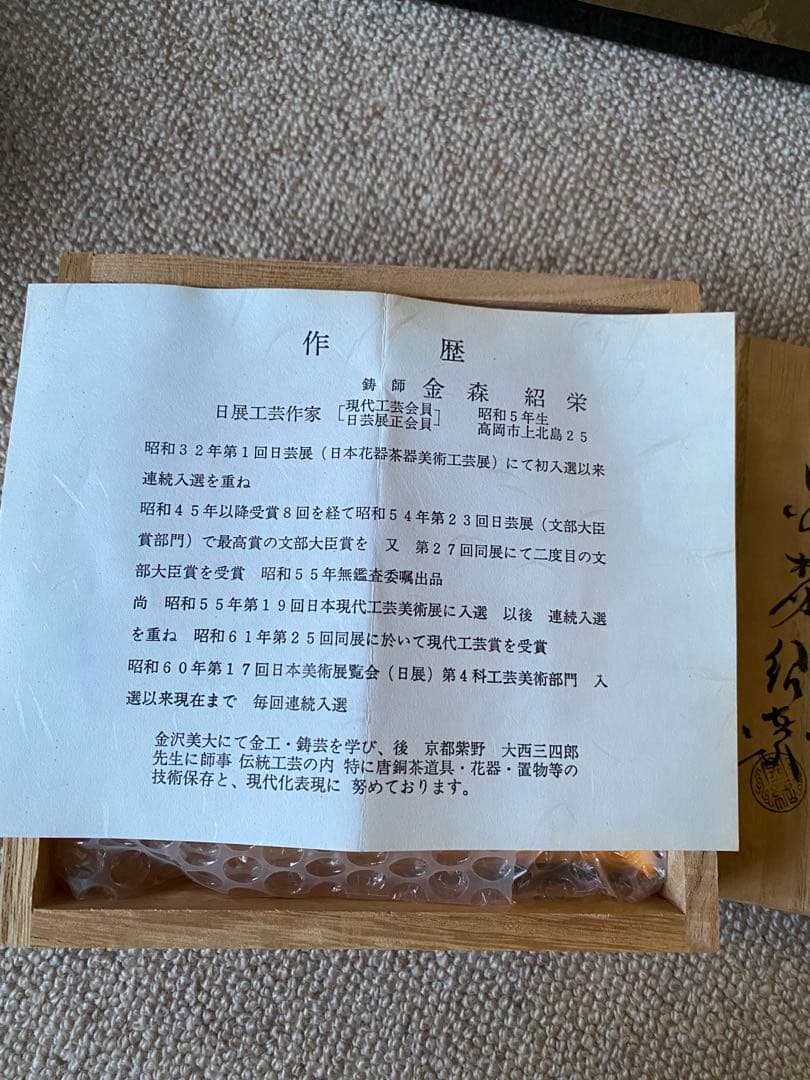 作 歴
鋳師 金森 紹栄
日展工芸作家 [現代工芸会員 日芸展正会員] 昭和5年生 高岡市上北島25
昭和32年第1回日芸展(日本花器茶器美術工芸展)にて初入選以来
連続入選を重ね
昭和45年以降受賞8回を経て昭和54年第23回日芸展(文部大臣
賞部門)で最高賞の文部大臣賞を 又 第27回同展にて二度目の文
部大臣賞を受賞 昭和55年無鑑査委嘱出品
尚 昭和55年第19回日本現代工芸美術展に入選 以後 連続入選
を重ね 昭和61年第25回同展に於いて現代工芸賞を受賞
昭和60年第17回日本美術展覧会(日展)第4科工芸美術部門 入
選以来現在まで 毎回連続入選
金沢美大にて金工・鋳芸を学び、後 京都紫野 大西三四郎
先生に師事 伝統工芸の内 特に唐銅茶道具・花器・置物等の
技術保存と、現代化表現に 努めております。